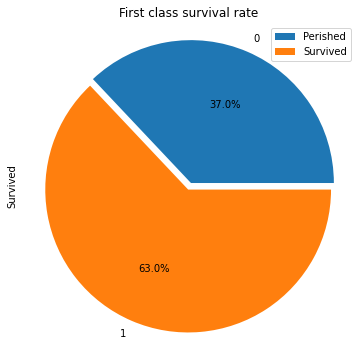 First class survival rate
0
Perished
Survived
37.0%
Survived
63.0%
1